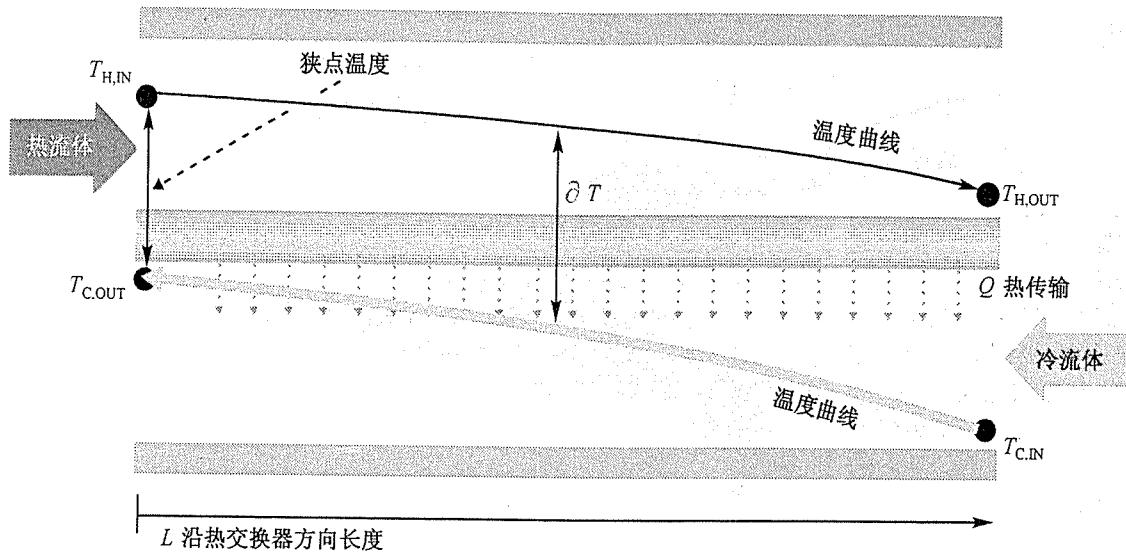 狭点温度
T_H,IN
热流体
温度曲线
∂ T
T_H,OUT
T_C.OUT
Q 热传输
冷流体
温度曲线
T_C.IN
L 沿热交换器方向长度